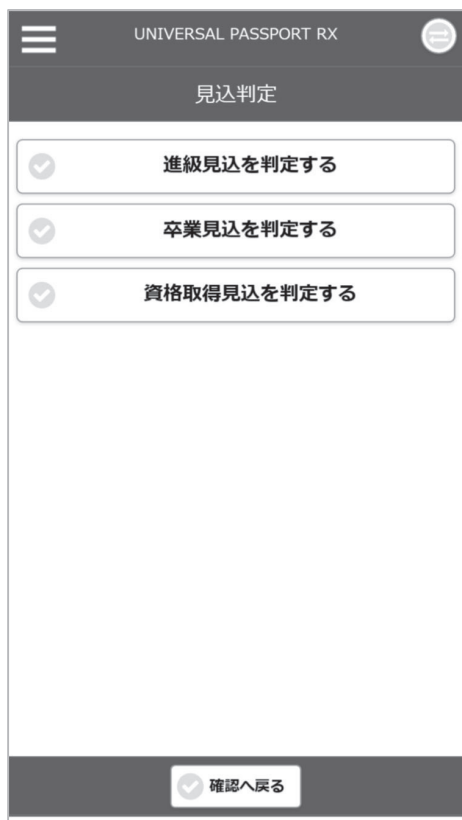 UNIVERSAL PASSPORT RX
見込判定
進級見込を判定する
卒業見込を判定する
資格取得見込を判定する
確認へ戻る